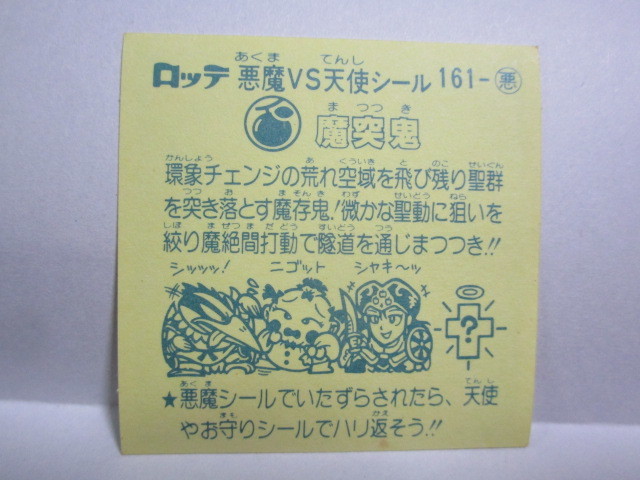 ロッテ 悪魔VS天使シール 161-悪
魔突鬼
環象チェンジの荒れ空域を飛び残り聖群
を突き落とす魔存鬼!微かな聖動に狙いを
絞り魔絶間打動で隧道を通じまつつき!!
シッッッ! ニゴット シャキ〜ッ
?
★悪魔シールでいたずらされたら、天使
やお守りシールでハリ返そう!!